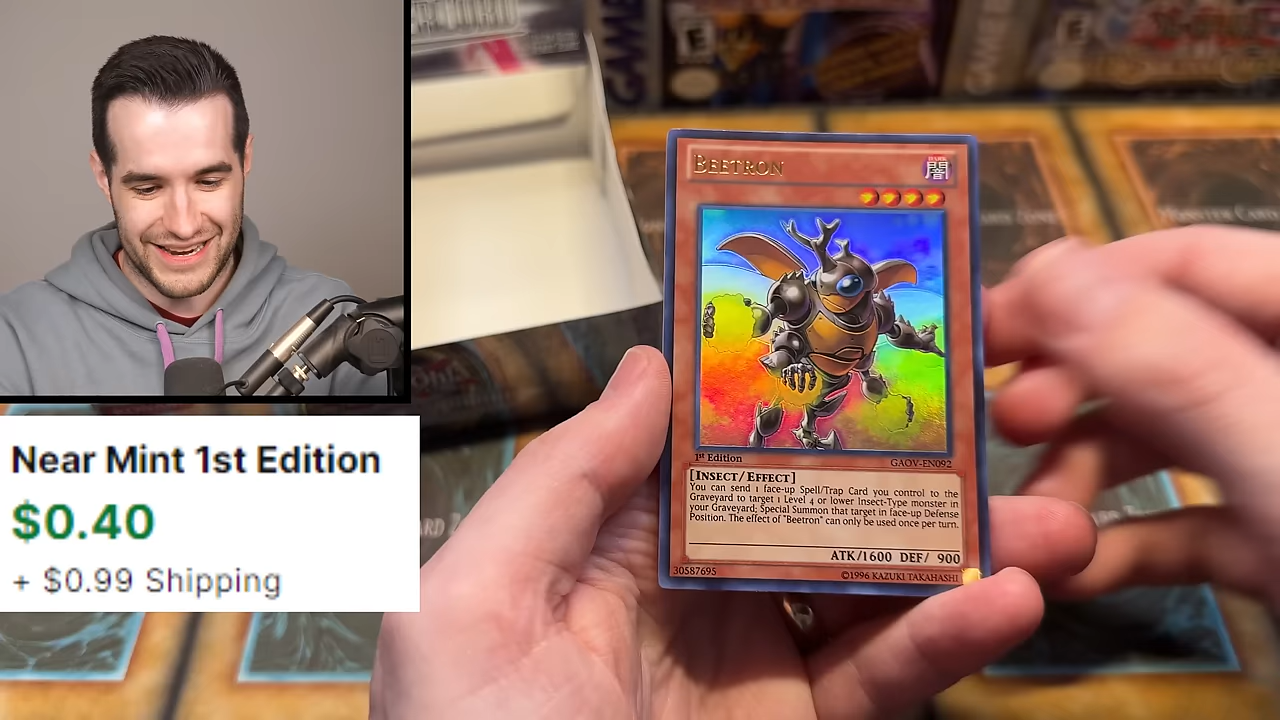 BEETRON
DARK
闇
1st Edition
GAOV-EN092
[INSECT/EFFECT]
You can send 1 face-up Spell/Trap Card you control to the
Graveyard to target 1 Level 4 or lower Insect-Type monster in
your Graveyard; Special Summon that target in face-up Defense
Position. The effect of "Beetron" can only be used once per turn.
ATK/1600 DEF/ 900
30587695
©1996 KAZUKI TAKAHASHI
Near Mint 1st Edition
$0.40
+ $0.99 Shipping
E
E
GAME